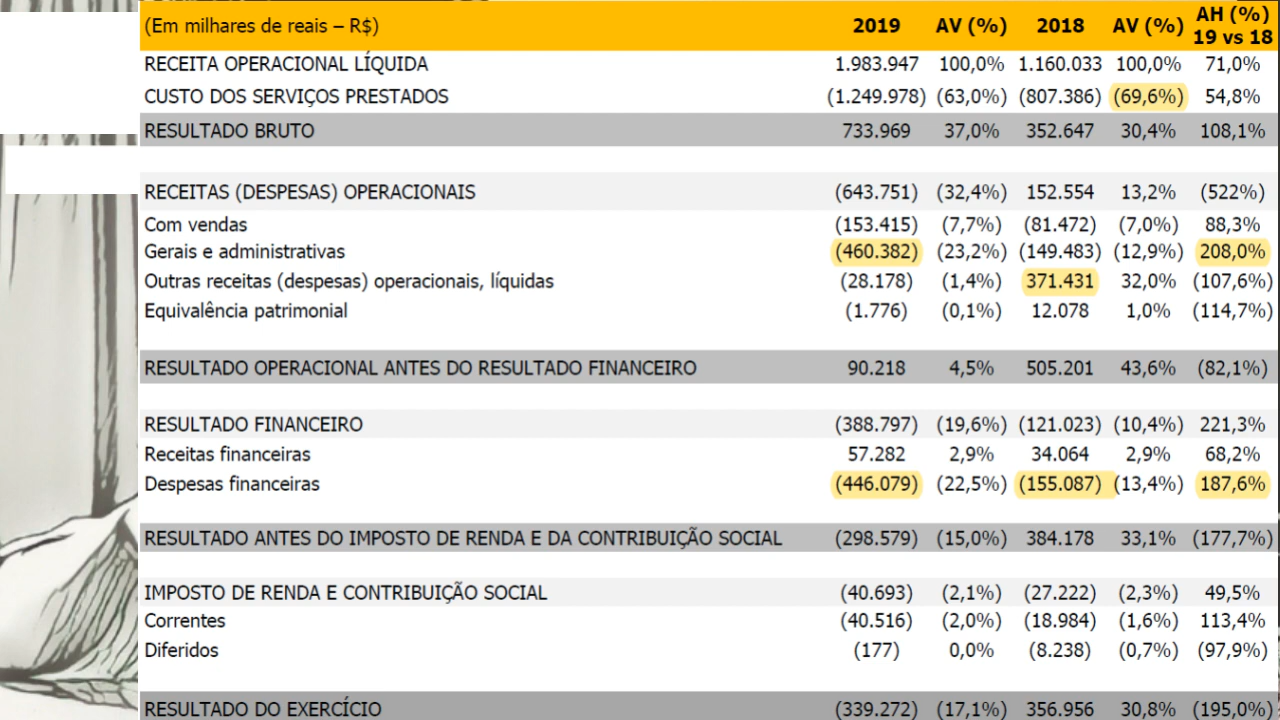 (Em milhares de reais – R$) 2019 AV (%) 2018 AV (%) AH (%) 19 vs 18
RECEITA OPERACIONAL LÍQUIDA 1.983.947 100,0% 1.160.033 100,0% 71,0%
CUSTO DOS SERVIÇOS PRESTADOS (1.249.978) (63,0%) (807.386) (69,6%) 54,8%
RESULTADO BRUTO 733.969 37,0% 352.647 30,4% 108,1%
RECEITAS (DESPESAS) OPERACIONAIS (643.751) (32,4%) 152.554 13,2% (522%)
Com vendas (153.415) (7,7%) (81.472) (7,0%) 88,3%
Gerais e administrativas (460.382) (23,2%) (149.483) (12,9%) 208,0%
Outras receitas (despesas) operacionais, líquidas (28.178) (1,4%) 371.431 32,0% (107,6%)
Equivalência patrimonial (1.776) (0,1%) 12.078 1,0% (114,7%)
RESULTADO OPERACIONAL ANTES DO RESULTADO FINANCEIRO 90.218 4,5% 505.201 43,6% (82,1%)
RESULTADO FINANCEIRO (388.797) (19,6%) (121.023) (10,4%) 221,3%
Receitas financeiras 57.282 2,9% 34.064 2,9% 68,2%
Despesas financeiras (446.079) (22,5%) (155.087) (13,4%) 187,6%
RESULTADO ANTES DO IMPOSTO DE RENDA E DA CONTRIBUIÇÃO SOCIAL (298.579) (15,0%) 384.178 33,1% (177,7%)
IMPOSTO DE RENDA E CONTRIBUIÇÃO SOCIAL (40.693) (2,1%) (27.222) (2,3%) 49,5%
Correntes (40.516) (2,0%) (18.984) (1,6%) 113,4%
Diferidos (177) 0,0% (8.238) (0,7%) (97,9%)
RESULTADO DO EXERCÍCIO (339.272) (17,1%) 356.956 30,8% (195,0%)